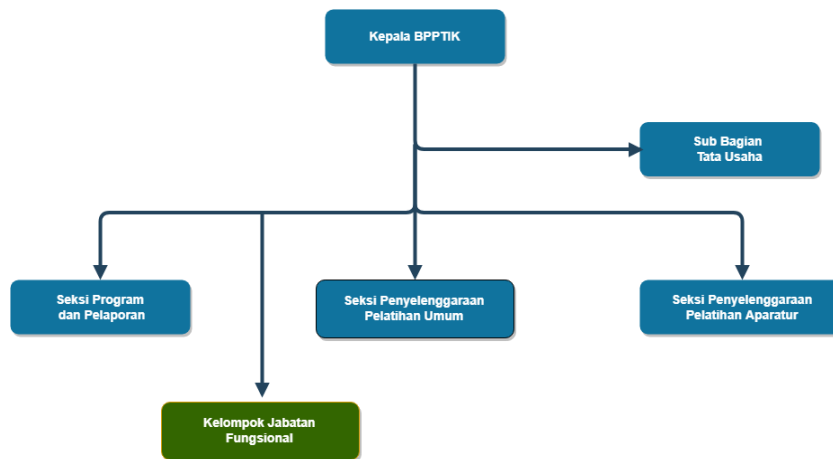 Kepala BPPTIK
Sub Bagian
Tata Usaha
Seksi Program
dan Pelaporan
Seksi Penyelenggaraan
Pelatihan Umum
Seksi Penyelenggaraan
Pelatihan Aparatur
Kelompok Jabatan
Fungsional